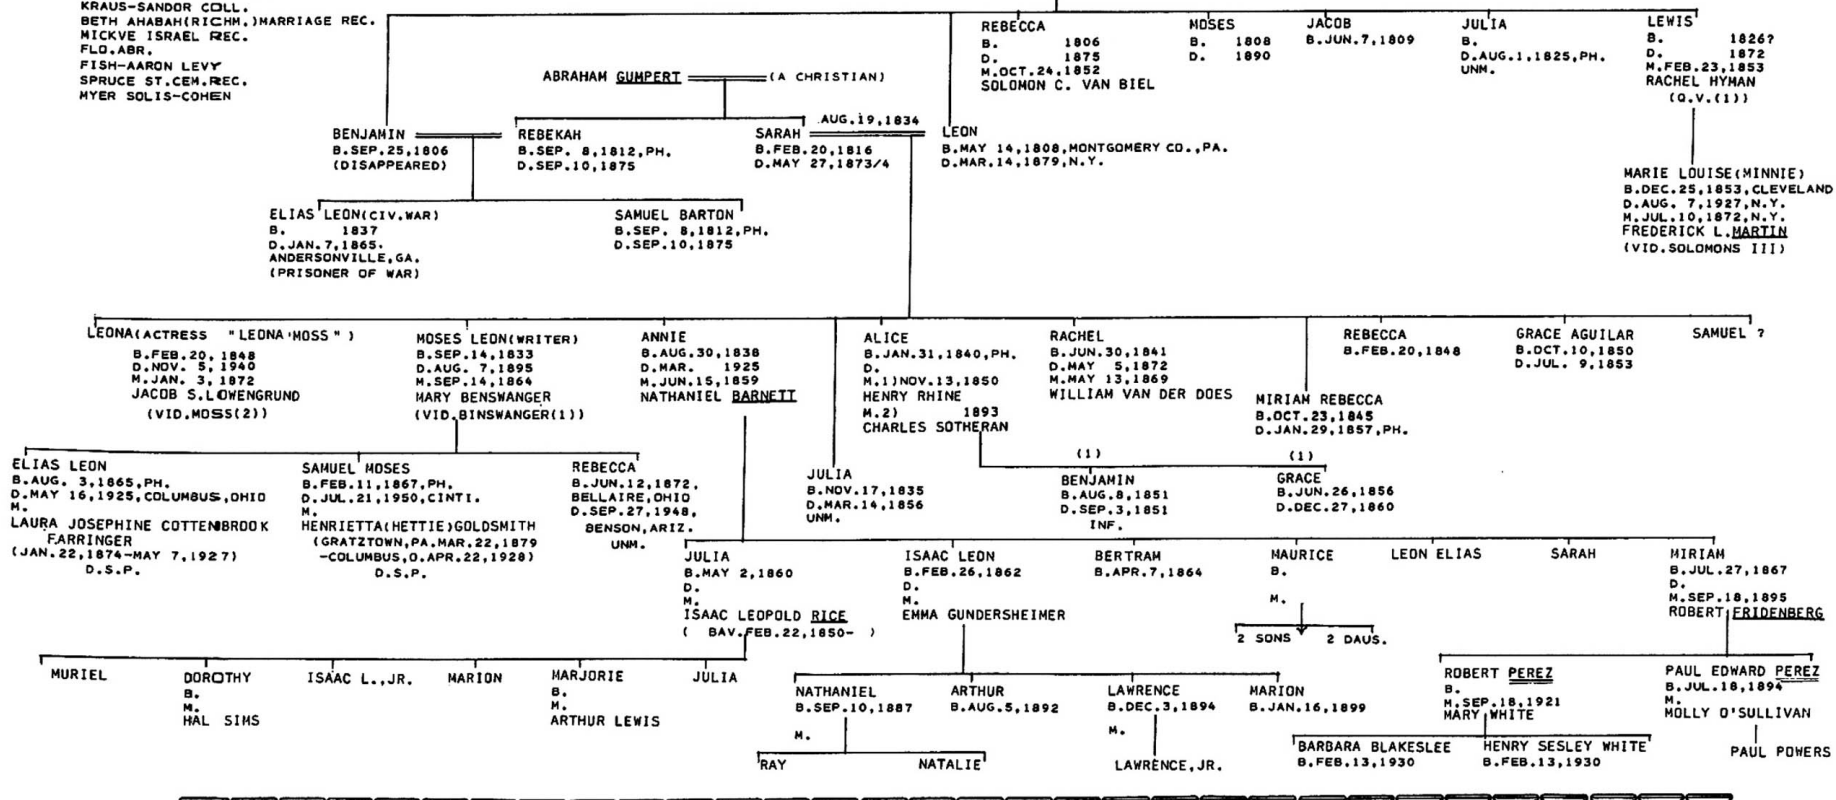 KRAUS-SANDOR COLL.
BETH AHABAH(RICHM.)MARRIAGE REC.
MICKVE ISRAEL REC.
FLO.ABR.
FISH-AARON LEVY
SPRUCE ST.CEM.REC.
MYER SOLIS-COHEN
REBECCA
B. 1806
D. 1875
M.OCT.24,1852
SOLOMON C. VAN BIEL
MOSES
B. 1808
D. 1890
JACOB
B.JUN.7,1809
JULIA
B.
D.AUG.1,1825,PH.
UNM.
LEWIS
B. 1826?
D. 1872
M.FEB.23,1853
RACHEL HYMAN
(Q.V.(1))
ABRAHAM GUMPERT
(A CHRISTIAN)
BENJAMIN
B.SEP.25,1806
(DISAPPEARED)
REBEKAH
B.SEP. 8,1812,PH.
D.SEP.10,1875
SARAH
B.FEB.20,1816
D.MAY 27,1873/4
AUG.19,1834
LEON
B.MAY 14,1808,MONTGOMERY CO.,PA.
D.MAR.14,1879,N.Y.
MARIE LOUISE(MINNIE)
B.DEC.25,1853,CLEVELAND
D.AUG. 7,1927,N.Y.
M.JUL.10,1872,N.Y.
FREDERICK L.MARTIN
(VID.SOLOMONS III)
ELIAS LEON(CIV.WAR)
B. 1837
D.JAN.7,1865.
ANDERSONVILLE,GA.
(PRISONER OF WAR)
SAMUEL BARTON
B.SEP. 8,1812,PH.
D.SEP.10,1875
LEONA(ACTRESS "LEONA MOSS")
B.FEB.20, 1848
D.NOV. 5, 1940
M.JAN. 3, 1872
JACOB S.LOWENGRUND
(VID.MOSS(2))
MOSES LEON(WRITER)
B.SEP.14,1833
D.AUG. 7,1895
M.SEP.14,1864
MARY BENSWANGER
(VID.BINSWANGER(1))
ANNIE
B.AUG.30,1838
D.MAR. 1925
M.JUN.15,1859
NATHANIEL BARNETT
ALICE
B.JAN.31,1840,PH.
D.
M.1)NOV.13,1850
HENRY RHINE
M.2) 1893
CHARLES SOTHERAN
RACHEL
B.JUN.30,1841
D.MAY 5,1872
M.MAY 13,1869
WILLIAM VAN DER DOES
MIRIAM REBECCA
B.OCT.23,1845
D.JAN.29,1857,PH.
REBECCA
B.FEB.20,1848
GRACE AGUILAR
B.OCT.10,1850
D.JUL. 9,1853
SAMUEL ?
ELIAS LEON
B.AUG. 3,1865,PH.
D.MAY 16,1925,COLUMBUS,OHIO
M.
LAURA JOSEPHINE COTTENBROOK
FARRINGER
(JAN.22,1874-MAY 7,1927)
D.S.P.
SAMUEL MOSES
B.FEB.11,1867,PH.
D.JUL.21,1950,CINTI.
M.
HENRIETTA(HETTIE)GOLDSMITH
(GRATZTOWN,PA.MAR.22,1879
-COLUMBUS,O.APR.22,1928)
D.S.P.
REBECCA
B.JUN.12,1872,
BELLAIRE,OHIO
D.SEP.27,1948,
BENSON,ARIZ.
UNM.
JULIA
B.NOV.17,1835
D.MAR.14,1856
UNM.
(1)
BENJAMIN
B.AUG.8,1851
D.SEP.3,1851
INF.
(1)
GRACE
B.JUN.26,1856
D.DEC.27,1860
JULIA
B.MAY 2,1860
D.
M.
ISAAC LEOPOLD RICE
( BAV.FEB.22,1850- )
ISAAC LEON
B.FEB.26,1862
D.
M.
EMMA GUNDERSHEIMER
BERTRAM
B.APR.7,1864
MAURICE
B.
M.
2 SONS 2 DAUS.
LEON ELIAS
SARAH
MIRIAM
B.JUL.27,1867
D.
M.SEP.18,1895
ROBERT FRIDENBERG
MURIEL
DOROTHY
B.
M.
HAL SIMS
ISAAC L.,JR.
MARION
MARJORIE
B.
M.
ARTHUR LEWIS
JULIA
NATHANIEL
B.SEP.10,1887
M.
ARTHUR
B.AUG.5,1892
LAWRENCE
B.DEC.3,1894
M.
MARION
B.JAN.16,1899
ROBERT PEREZ
B.
M.SEP.18,1921
MARY WHITE
PAUL EDWARD PEREZ
B.JUL.18,1894
M.
MOLLY O'SULLIVAN
RAY
NATALIE
LAWRENCE,JR.
BARBARA BLAKESLEE
B.FEB.13,1930
HENRY SESLEY WHITE
B.FEB.13,1930
PAUL POWERS